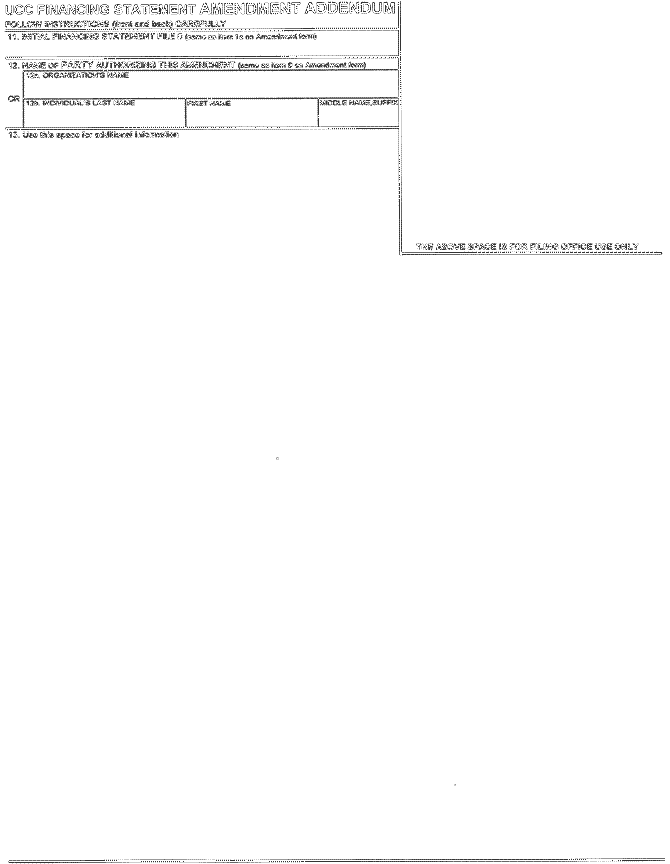 UCC FINANCING STATEMENT AMENDMENT ADDENDUM
FOLLOW INSTRUCTIONS (front and back) CAREFULLY
11. INITIAL FINANCING STATEMENT FILE # (same as item 1a on Amendment form)
12. NAME OF PARTY AUTHORIZING THIS AMENDMENT (same as item 9 on Amendment form)
12a. ORGANIZATION'S NAME
OR
12b. INDIVIDUAL'S LAST NAME
FIRST NAME
MIDDLE NAME,SUFFIX
13. Use this space for additional information
THE ABOVE SPACE IS FOR FILING OFFICE USE ONLY